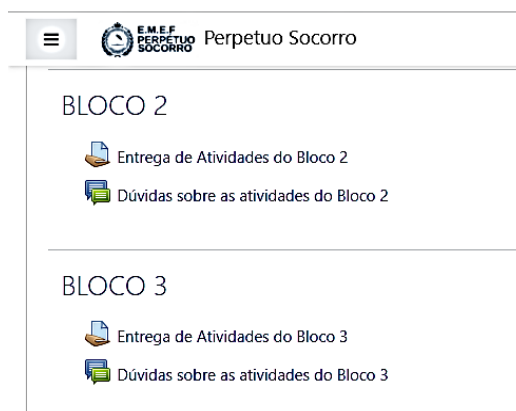 E.M.E.F
PERPÉTUO
SOCORRO
Perpetuo Socorro
BLOCO 2
Entrega de Atividades do Bloco 2
Dúvidas sobre as atividades do Bloco 2
BLOCO 3
Entrega de Atividades do Bloco 3
Dúvidas sobre as atividades do Bloco 3